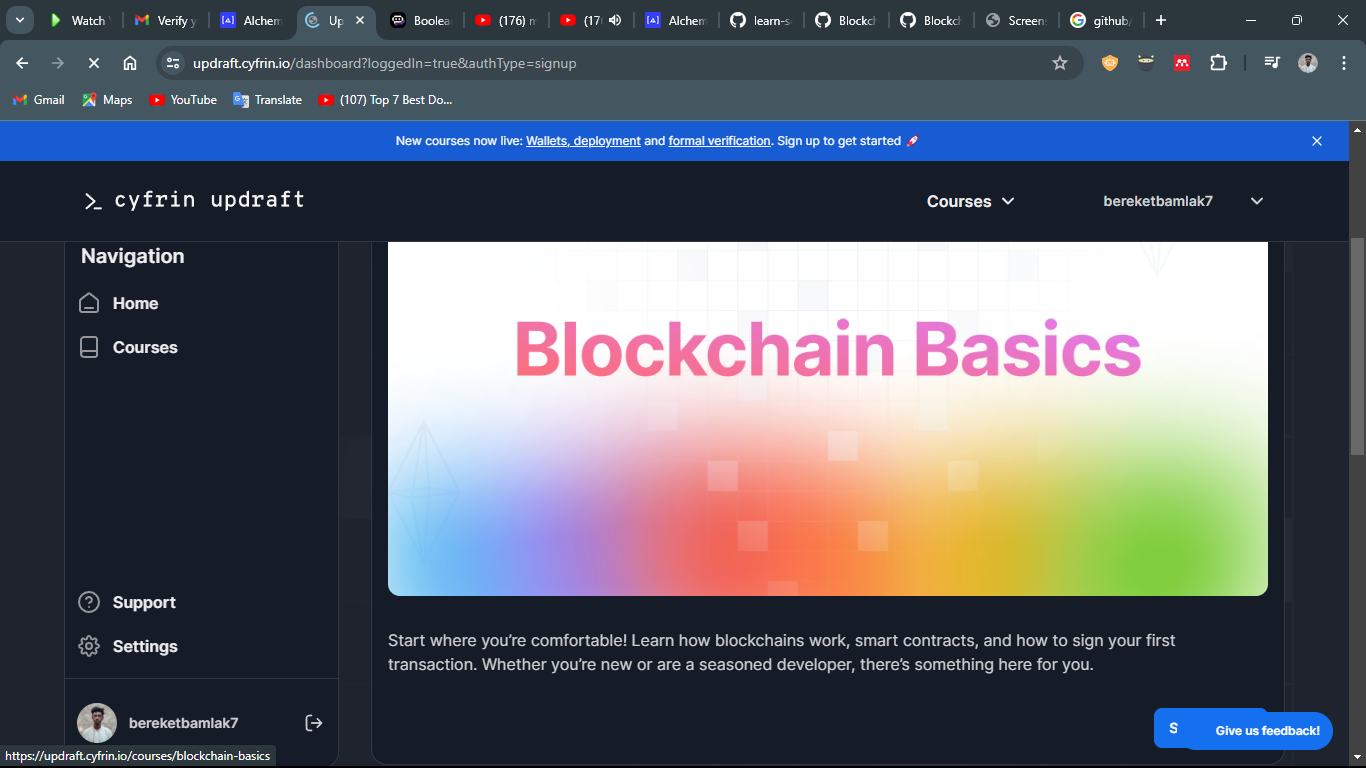 Watch
Verify y
Alchem
Up
Boolea
(176) m
(17
Alchem
learn-s
Blockch
Blockch
Screen
github/
updraft.cyfrin.io/dashboard?loggedIn=true&authType=signup
Gmail
Maps
YouTube
Translate
(107) Top 7 Best Do...
New courses now live: Wallets, deployment and formal verification. Sign up to get started 🚀
>_ cyfrin updraft
Courses
bereketbamlak7
Navigation
Home
Courses
Support
Settings
bereketbamlak7
Blockchain Basics
Start where you're comfortable! Learn how blockchains work, smart contracts, and how to sign your first
transaction. Whether you're new or are a seasoned developer, there's something here for you.
S
Give us feedback!
https://updraft.cyfrin.io/courses/blockchain-basics